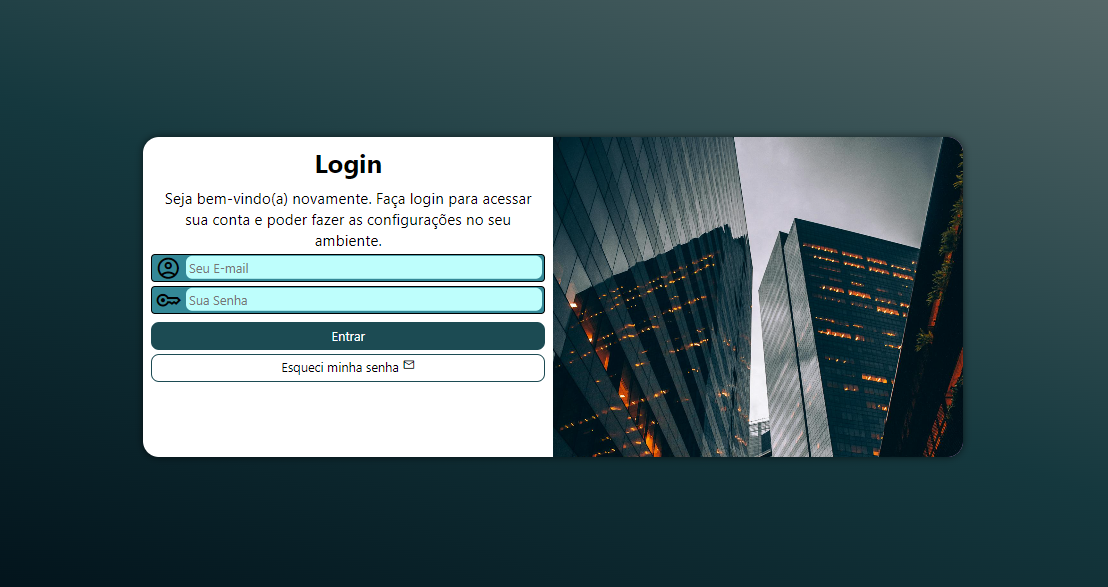 Login
Seja bem-vindo(a) novamente. Faça login para acessar
sua conta e poder fazer as configurações no seu
ambiente.
Seu E-mail
Sua Senha
Entrar
Esqueci minha senha